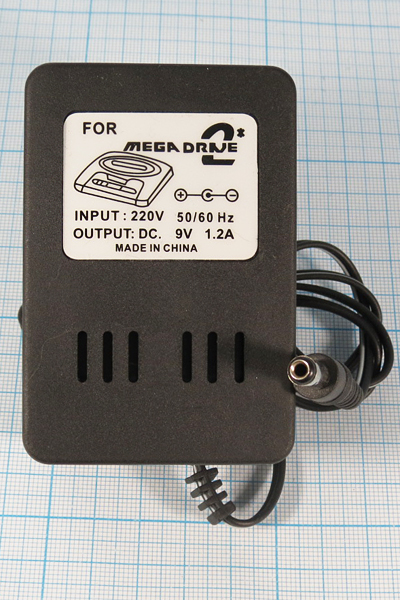 FOR
MEGA DRIVE 2*
INPUT : 220V 50/60 Hz
OUTPUT: DC. 9V 1.2A
MADE IN CHINA